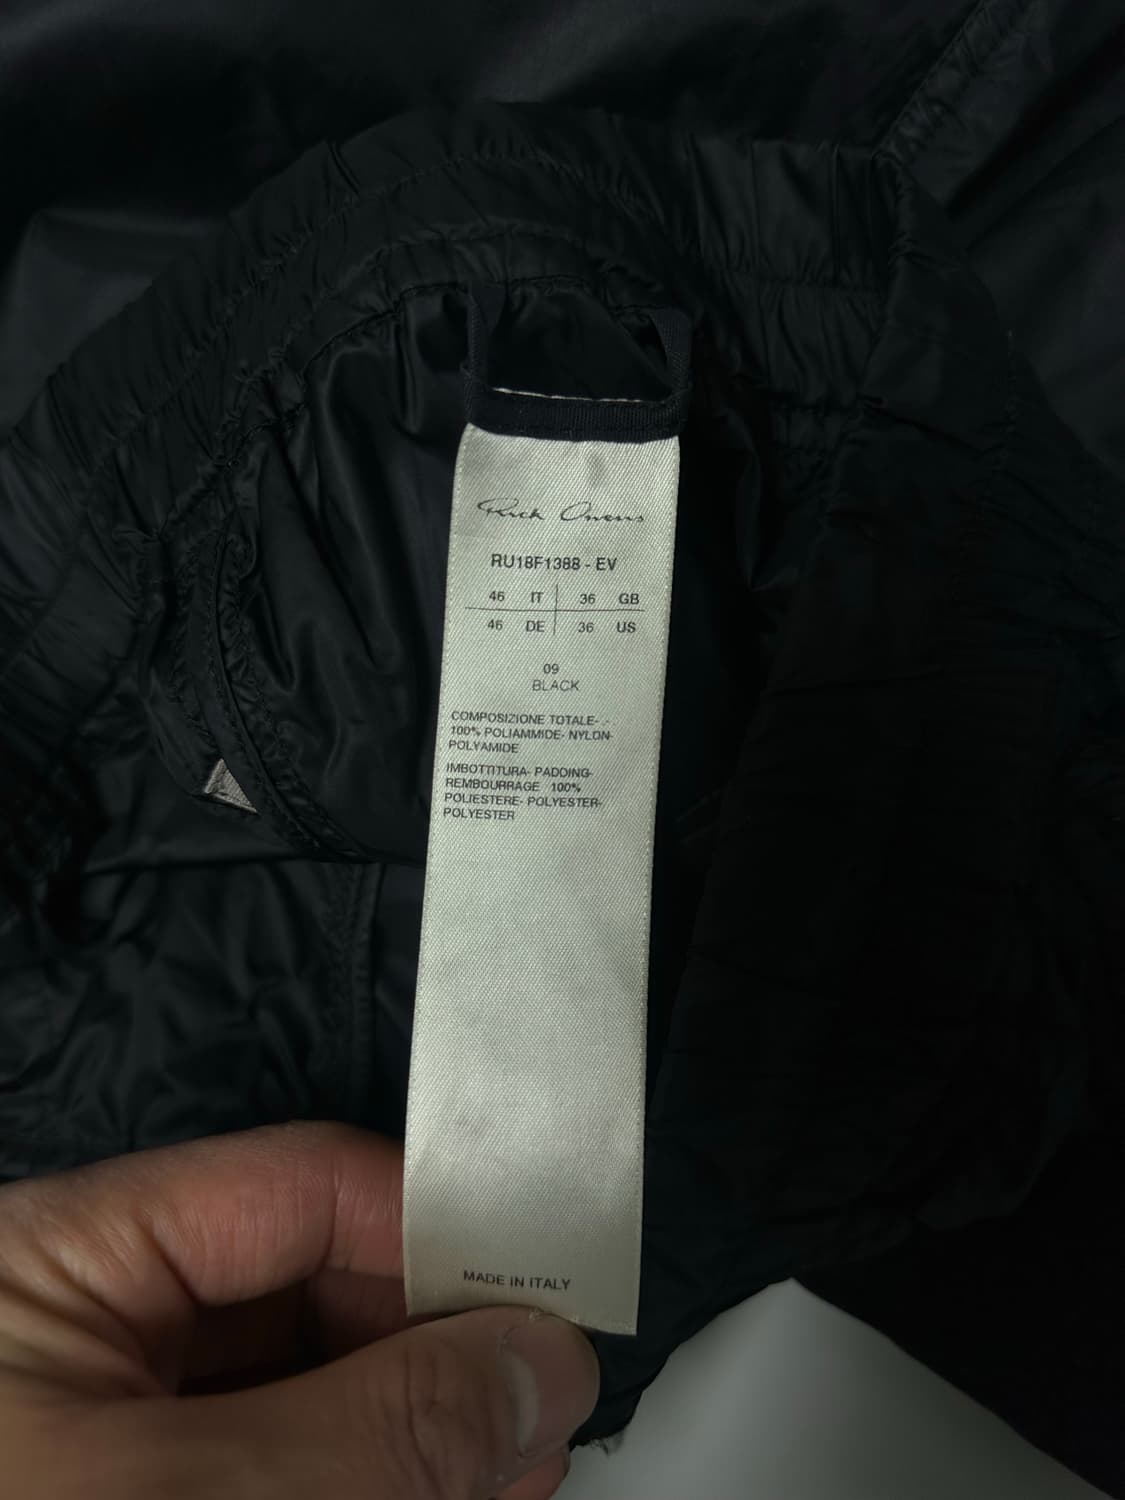 Rick Owens
RU18F1388 - EV
46 IT 36 GB
46 DE 36 US
09
BLACK
COMPOSIZIONE TOTALE- .-
100% POLIAMMIDE- NYLON-
POLYAMIDE
IMBOTTITURA- PADDING-
REMBOURRAGE 100%
POLIESTERE- POLYESTER-
POLYESTER
MADE IN ITALY